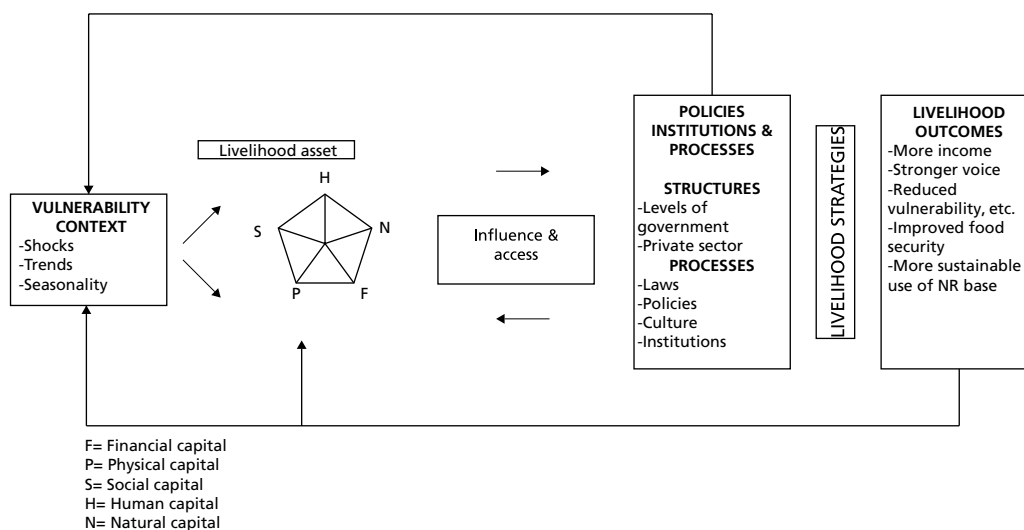 Livelihood asset
H
S
N
P
F
VULNERABILITY
CONTEXT
-Shocks
-Trends
-Seasonality
Influence &
access
POLICIES
INSTITUTIONS &
PROCESSES
STRUCTURES
-Levels of
government
-Private sector
PROCESSES
-Laws
-Policies
-Culture
-Institutions
LIVELIHOOD STRATEGIES
LIVELIHOOD
OUTCOMES
-More income
-Stronger voice
-Reduced
vulnerability, etc.
-Improved food
security
-More sustainable
use of NR base
F= Financial capital
P= Physical capital
S= Social capital
H= Human capital
N= Natural capital